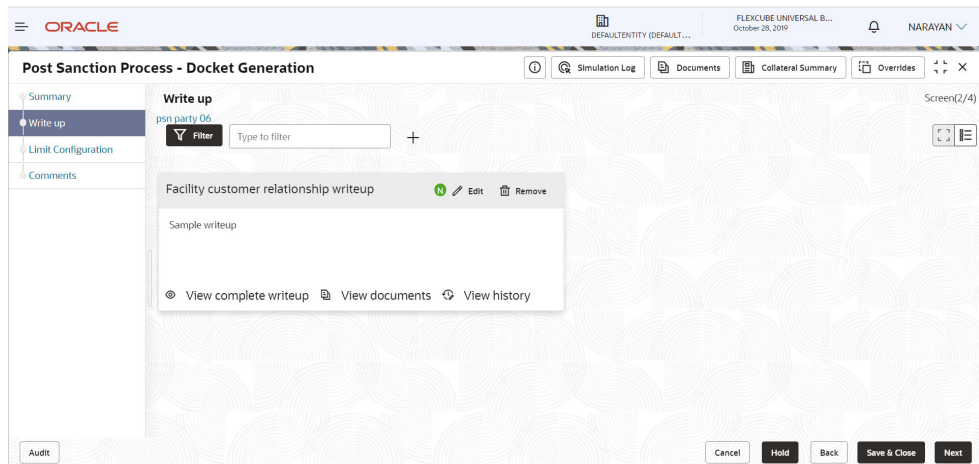 ORACLE
DEFAULTENTITY (DEFAULT...
FLEXCUBE UNIVERSAL B...
October 28, 2019
NARAYAN
Post Sanction Process - Docket Generation
Simulation Log
Documents
Collateral Summary
Overrides
Summary
Write up
Limit Configuration
Comments
Write up
Screen(2/4)
psn party 06
Filter
Type to filter
Facility customer relationship writeup
N
Edit
Remove
Sample writeup
View complete writeup
View documents
View history
Audit
Cancel
Hold
Back
Save & Close
Next